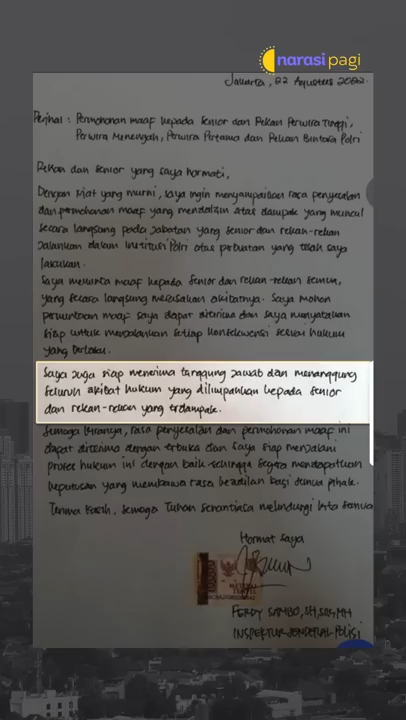 narasi pagi
Jakarta, 22 Agustus 2022.
Perihal : Permohonan maaf kepada senior dan Rekan Perwira Tinggi,
Perwira Menengah, Perwira Pertama dan Rekan Bintara Polri
Rekan dan senior yang saya hormati,
Dengan niat yang murni, saya ingin menyampaikan rasa penyesalan
dan permohonan maaf yang mendalam atas dampak yang muncul
secara langsung pada jabatan yang senior dan rekan-rekan
jalankan dalam institusi Polri atas perbuatan yang telah saya
lakukan.
Saya meminta maaf kepada senior dan rekan-rekan semua,
yang secara langsung merasakan akibatnya. Saya mohon
permintaan maaf saya dapat diterima dan saya menyatakan
siap untuk menjalankan setiap konsekuensi sesuai hukum
yang berlaku.
Saya juga siap menerima tanggung jawab dan menanggung
seluruh akibat hukum yang dilimpahkan kepada senior
dan rekan-rekan yang terdampak.
Semoga kiranya, rasa penyesalan dan permohonan maaf ini
dapat diterima dengan terbuka dan saya siap menjalani
proses hukum ini dengan baik sehingga segera mendapatkan
keputusan yang membawa rasa keadilan bagi semua pihak.
Terima kasih, semoga Tuhan senantiasa melindungi kita semua
Hormat saya
FERDY SAMBO, SH, SIK, MH
INSPEKTUR JENDERAL POLISI